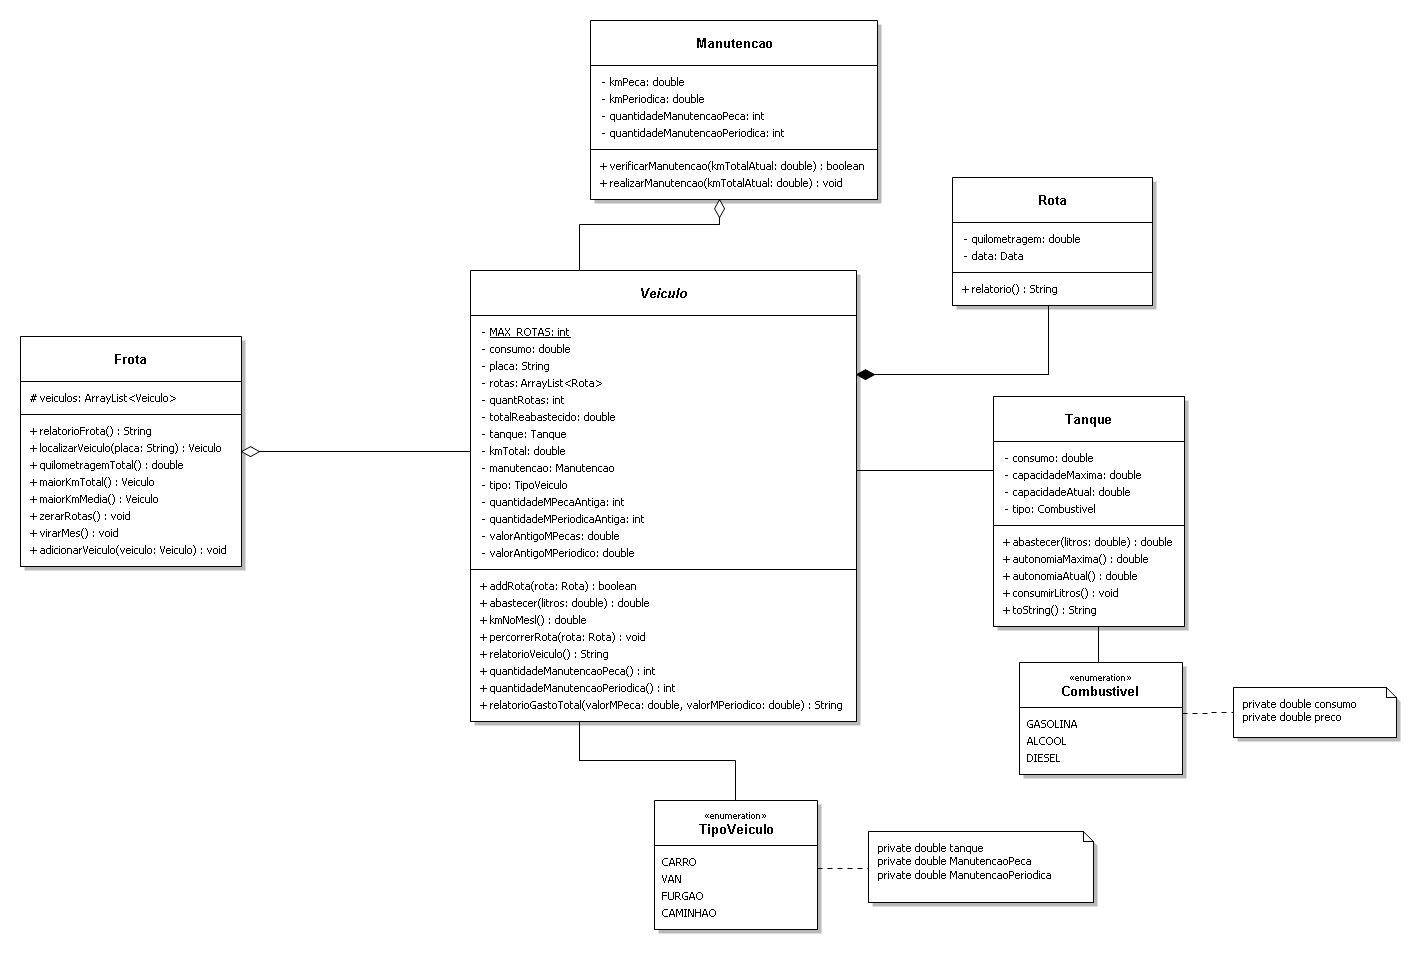 Manutencao
- kmPeca: double
- kmPeriodica: double
- quantidadeManutencaoPeca: int
- quantidadeManutencaoPeriodica: int
+ verificarManutencao(kmTotalAtual: double) : boolean
+ realizarManutencao(kmTotalAtual: double) : void
Rota
- quilometragem: double
- data: Data
+ relatorio() : String
Veiculo
- MAX_ROTAS: int
- consumo: double
- placa: String
- rotas: ArrayList<Rota>
- quantRotas: int
- totalReabastecido: double
- tanque: Tanque
- kmTotal: double
- manutencao: Manutencao
- tipo: TipoVeiculo
- quantidadeMPecaAntiga: int
- quantidadeMPeriodicaAntiga: int
- valorAntigoMPecas: double
- valorAntigoMPeriodico: double
+ addRota(rota: Rota) : boolean
+ abastecer(litros: double) : double
+ kmNoMesl() : double
+ percorrerRota(rota: Rota) : void
+ relatorioVeiculo() : String
+ quantidadeManutencaoPeca() : int
+ quantidadeManutencaoPeriodica() : int
+ relatorioGastoTotal(valorMPeca: double, valorMPeriodico: double) : String
Frota
# veiculos: ArrayList<Veiculo>
+ relatorioFrota() : String
+ localizarVeiculo(placa: String) : Veiculo
+ quilometragemTotal() : double
+ maiorKmTotal() : Veiculo
+ maiorKmMedia() : Veiculo
+ zerarRotas() : void
+ virarMes() : void
+ adicionarVeiculo(veiculo: Veiculo) : void
Tanque
- consumo: double
- capacidadeMaxima: double
- capacidadeAtual: double
- tipo: Combustivel
+ abastecer(litros: double) : double
+ autonomiaMaxima() : double
+ autonomiaAtual() : double
+ consumirLitros() : void
+ toString() : String
«enumeration»
Combustivel
GASOLINA
ALCOOL
DIESEL
private double consumo
private double preco
«enumeration»
TipoVeiculo
CARRO
VAN
FURGAO
CAMINHAO
private double tanque
private double ManutencaoPeca
private double ManutencaoPeriodica